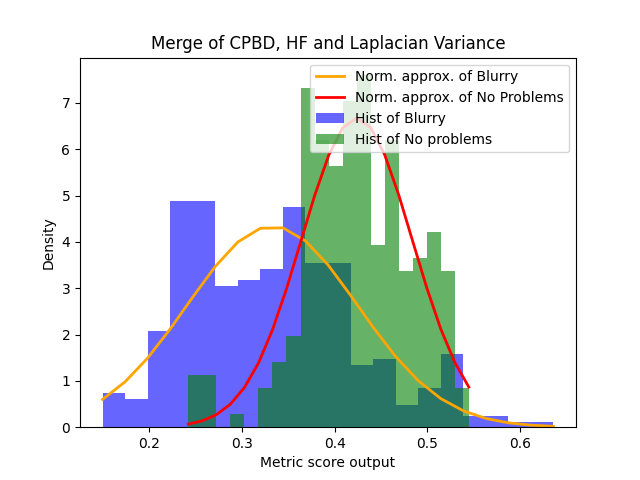 Merge of CPBD, HF and Laplacian Variance
Norm. approx. of Blurry
Norm. approx. of No Problems
Hist of Blurry
Hist of No problems
Density
7
6
5
4
3
2
1
0
0.2 0.3 0.4 0.5 0.6
Metric score output